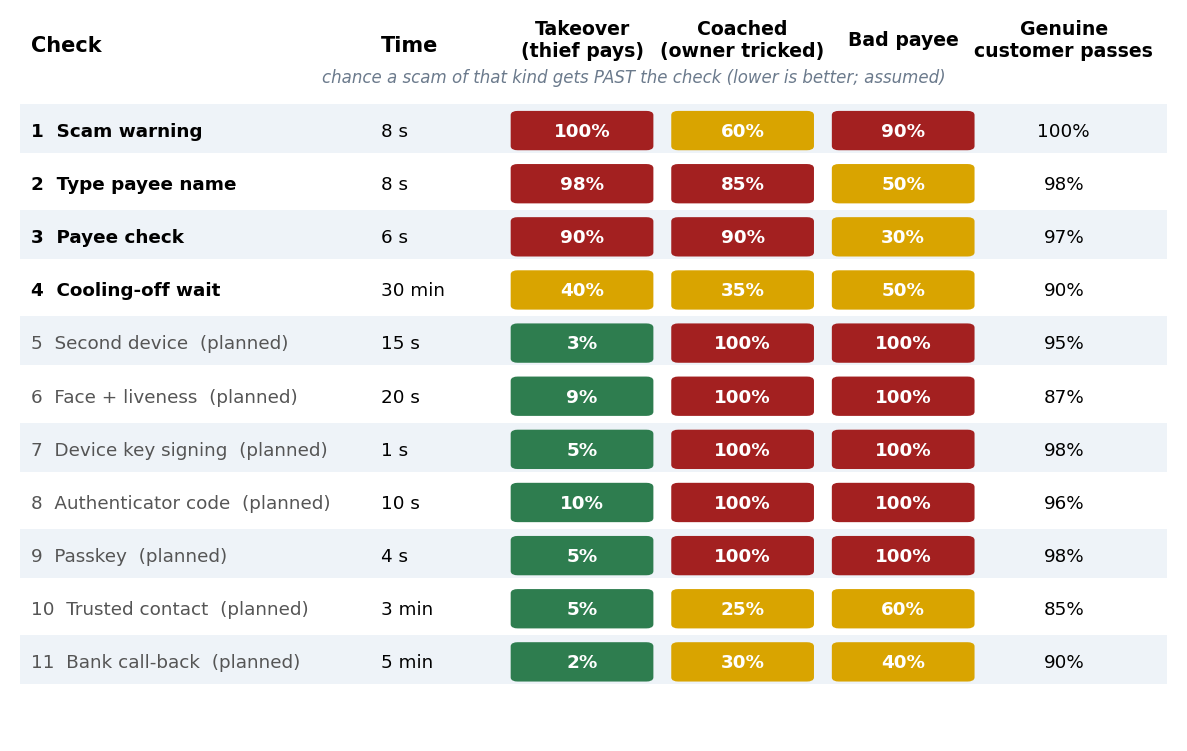 Check Time Takeover (thief pays) Coached (owner tricked) Bad payee Genuine customer passes
chance a scam of that kind gets PAST the check (lower is better; assumed)
1 Scam warning 8 s 100% 60% 90% 100%
2 Type payee name 8 s 98% 85% 50% 98%
3 Payee check 6 s 90% 90% 30% 97%
4 Cooling-off wait 30 min 40% 35% 50% 90%
5 Second device (planned) 15 s 3% 100% 100% 95%
6 Face + liveness (planned) 20 s 9% 100% 100% 87%
7 Device key signing (planned) 1 s 5% 100% 100% 98%
8 Authenticator code (planned) 10 s 10% 100% 100% 96%
9 Passkey (planned) 4 s 5% 100% 100% 98%
10 Trusted contact (planned) 3 min 5% 25% 60% 85%
11 Bank call-back (planned) 5 min 2% 30% 40% 90%